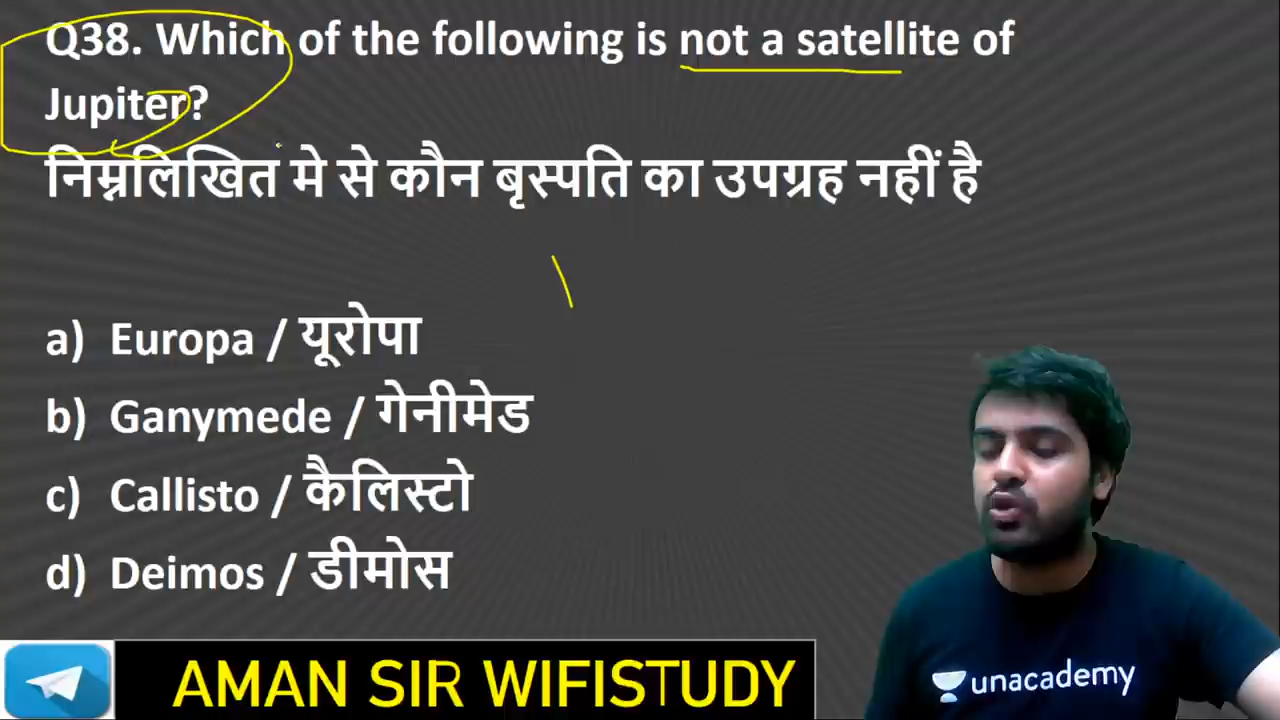 Q38. Which of the following is not a satellite of
Jupiter?
निम्नलिखित मे से कौन बृस्पति का उपग्रह नहीं है
a) Europa / यूरोपा
b) Ganymede / गेनीमेड
c) Callisto / कैलिस्टो
d) Deimos / डीमोस
unacademy
AMAN SIR WIFISTUDY